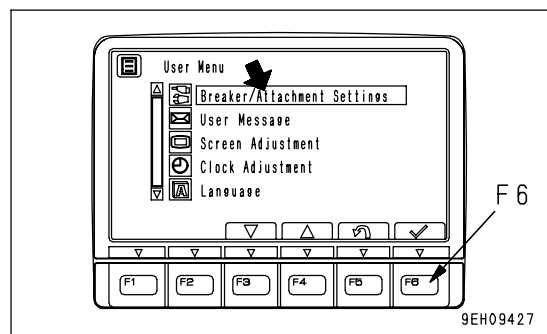 User Menu
Breaker/Attachment Settings
User Message
Screen Adjustment
Clock Adjustment
A Language
F6
F1 F2 F3 F4 F5 F6
9EH09427